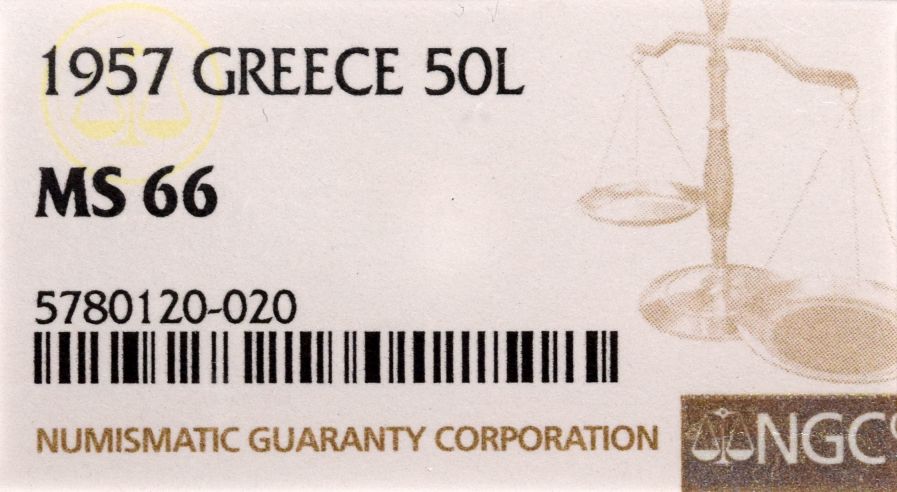 1957 GREECE 50L
MS 66
5780120-020
NUMISMATIC GUARANTY CORPORATION
NGC